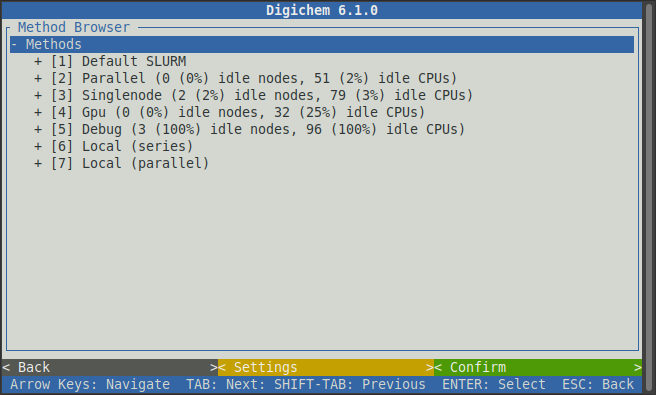 Digichem 6.1.0
Method Browser
- Methods
+ [1] Default SLURM
+ [2] Parallel (0 (0%) idle nodes, 51 (2%) idle CPUs)
+ [3] Singlenode (2 (2%) idle nodes, 79 (3%) idle CPUs)
+ [4] Gpu (0 (0%) idle nodes, 32 (25%) idle CPUs)
+ [5] Debug (3 (100%) idle nodes, 96 (100%) idle CPUs)
+ [6] Local (series)
+ [7] Local (parallel)
< Back >< Settings >< Confirm >
Arrow Keys: Navigate TAB: Next: SHIFT-TAB: Previous ENTER: Select ESC: Back